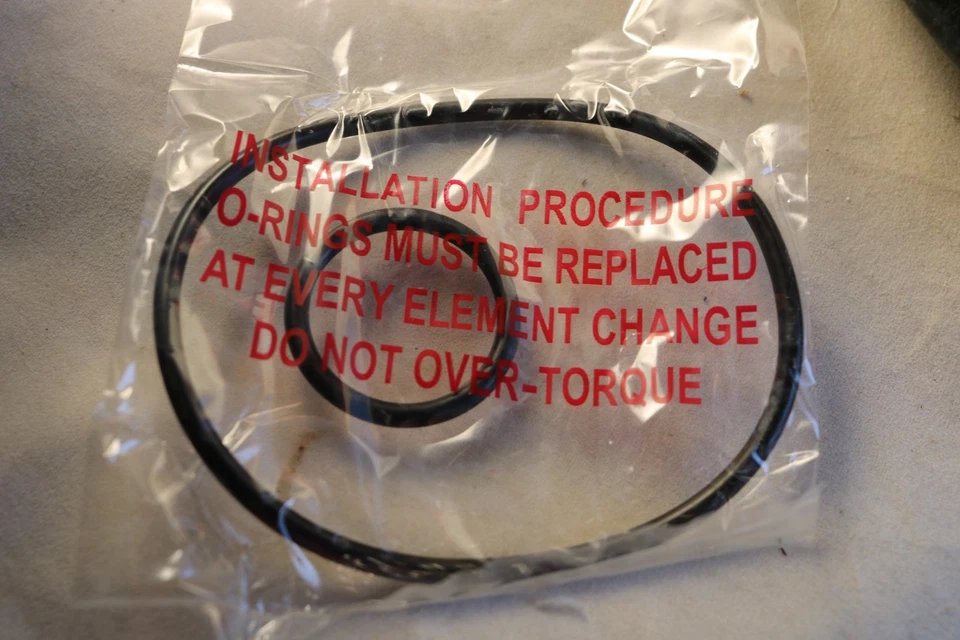 INSTALLATION PROCEDURE
O-RINGS MUST BE REPLACED
AT EVERY ELEMENT CHANGE
DO NOT OVER-TORQUE